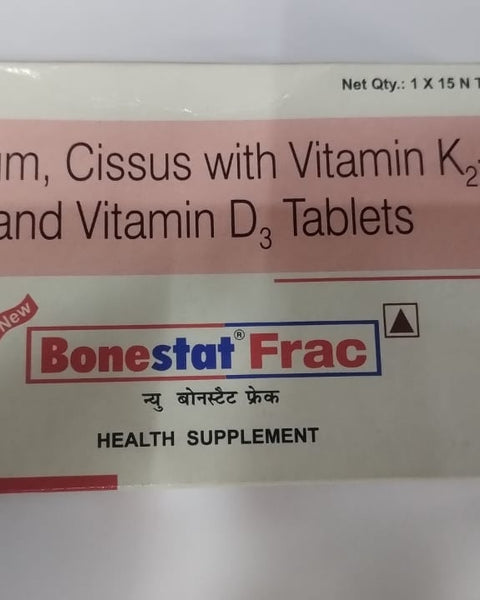 Net Qty.: 1 X 15 N T
um, Cissus with Vitamin K2-
and Vitamin D3 Tablets
New
Bonestat® Frac
न्यु बोनस्टैट फ्रेक
HEALTH SUPPLEMENT